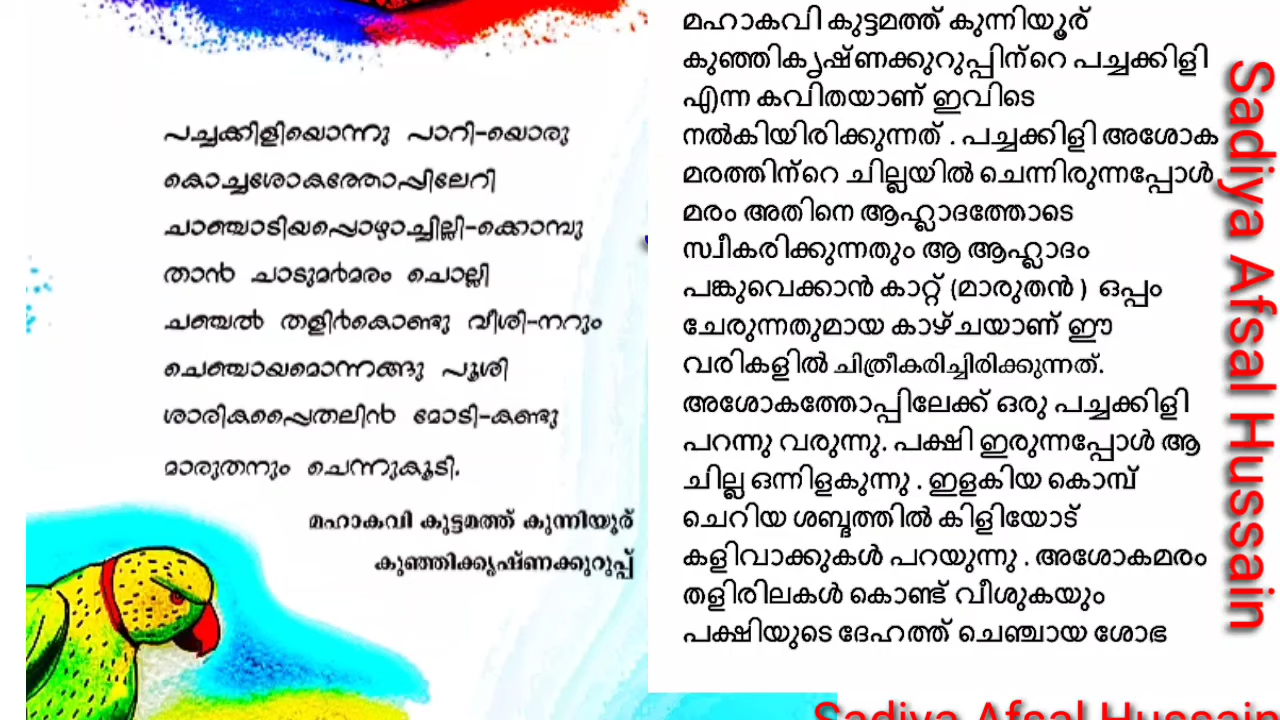 പച്ചക്കിളിയൊന്നു പാറി-യൊരു
കൊച്ചശോകത്തോപ്പിലേറി
ചാഞ്ചാടിയപ്പൊഴാച്ചില്ലി-ക്കൊമ്പു
താൻ ചാടുമർമരം ചൊല്ലി
ചഞ്ചൽ തളിർകൊണ്ടു വീശി-നറും
ചെഞ്ചായമൊന്നങ്ങു പൂശി
ശാരികപ്പൈതലിൻ മോടി-കണ്ടു
മാരുതനും ചെന്നുകൂടി.
മഹാകവി കുട്ടമത്ത് കുന്നിയൂര്
കുഞ്ഞിക്കൃഷ്ണക്കുറുപ്പ്
മഹാകവി കുട്ടമത്ത് കുന്നിയൂര്
കുഞ്ഞികൃഷ്ണക്കുറുപ്പിന്റെ പച്ചക്കിളി
എന്ന കവിതയാണ് ഇവിടെ
നൽകിയിരിക്കുന്നത് . പച്ചക്കിളി അശോക
മരത്തിന്റെ ചില്ലയിൽ ചെന്നിരുന്നപ്പോൾ
മരം അതിനെ ആഹ്ലാദത്തോടെ
സ്വീകരിക്കുന്നതും ആ ആഹ്ലാദം
പങ്കുവെക്കാൻ കാറ്റ് (മാരുതൻ ) ഒപ്പം
ചേരുന്നതുമായ കാഴ്ചയാണ് ഈ
വരികളിൽ ചിത്രീകരിച്ചിരിക്കുന്നത്.
അശോകത്തോപ്പിലേക്ക് ഒരു പച്ചക്കിളി
പറന്നു വരുന്നു. പക്ഷി ഇരുന്നപ്പോൾ ആ
ചില്ല ഒന്നിളകുന്നു . ഇളകിയ കൊമ്പ്
ചെറിയ ശബ്ദത്തിൽ കിളിയോട്
കളിവാക്കുകൾ പറയുന്നു . അശോകമരം
തളിരിലകൾ കൊണ്ട് വീശുകയും
പക്ഷിയുടെ ദേഹത്ത് ചെഞ്ചായ ശോഭ
Sadiya Afsal Hussain
Sadiya Afsal Hussain